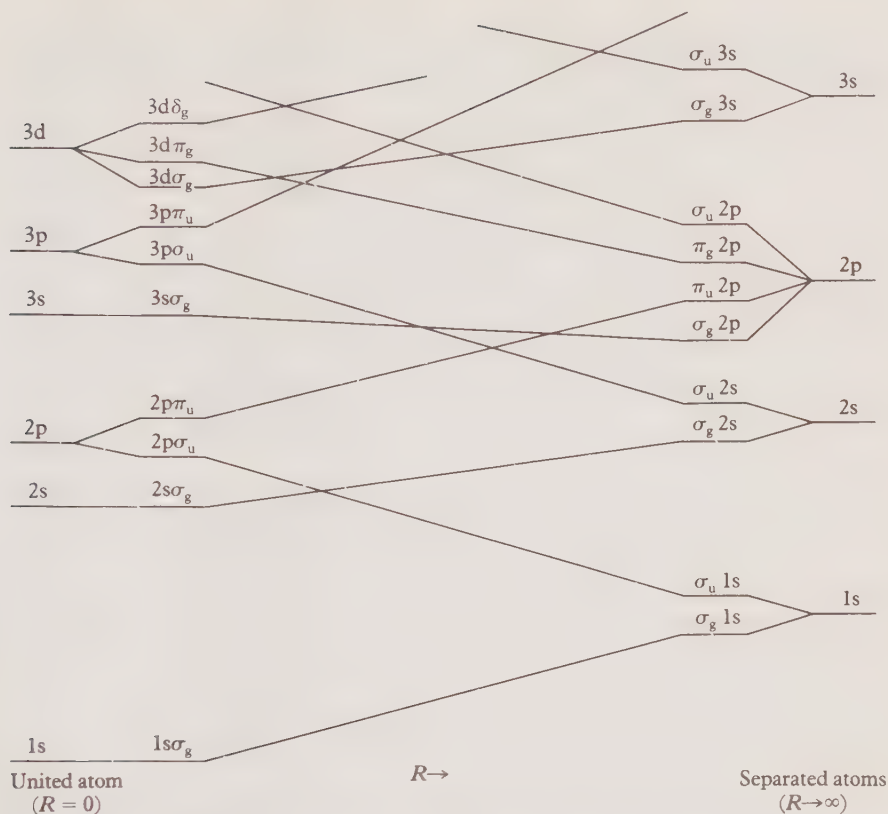 σᵤ 3s
3s
3dδg
σg 3s
3d
3dπg
3dσg
3pπᵤ
σᵤ 2p
3p
3pσᵤ
πg 2p
2p
3s
3sσg
πᵤ 2p
σg 2p
2pπᵤ
σᵤ 2s
2p
2pσᵤ
σg 2s
2s
2s
2sσg
σᵤ 1s
1s
σg 1s
1s
1sσg
United atom
(R = 0)
R→
Separated atoms
(R→∞)